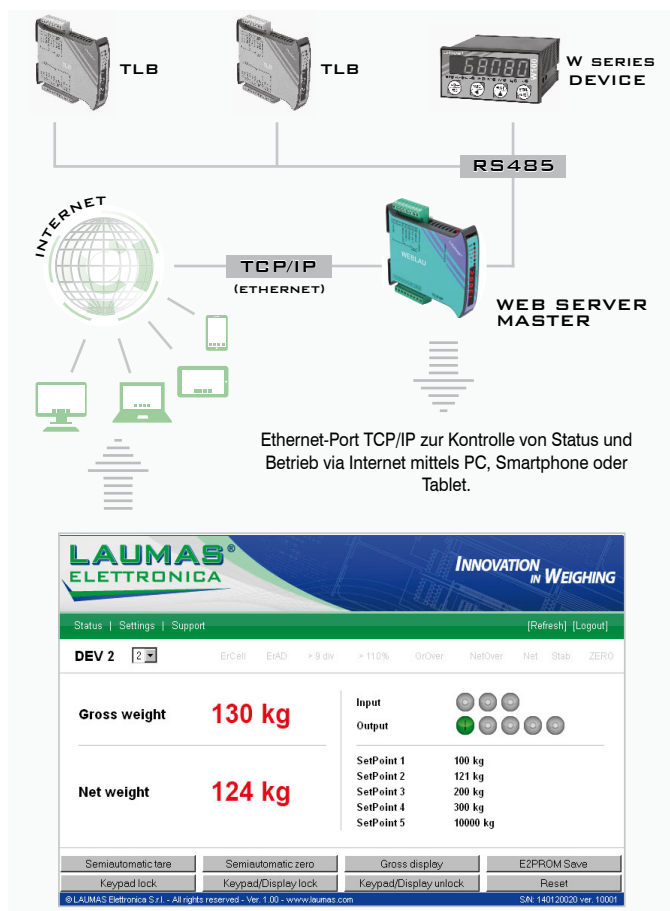 TLB
TLB
W SERIES
DEVICE
68080
W100
RS485
INTERNET
TCP/IP
(ETHERNET)
WEBLAU
WEB SERVER
MASTER
Ethernet-Port TCP/IP zur Kontrolle von Status und
Betrieb via Internet mittels PC, Smartphone oder
Tablet.
LAUMAS®
ELETTRONICA
INNOVATION
IN WEIGHING
Status | Settings | Support
[Refresh] [Logout]
DEV 2 2 ErCell ErAD > 9 div > 110% GrOver NetOver Net Stab ZERO
Gross weight 130 kg
Input
Output
Net weight 124 kg
SetPoint 1 100 kg
SetPoint 2 121 kg
SetPoint 3 200 kg
SetPoint 4 300 kg
SetPoint 5 10000 kg
Semiautomatic tare Semiautomatic zero Gross display E2PROM Save
Keypad lock Keypad/Display lock Keypad/Display unlock Reset
© LAUMAS Elettronica S.r.l. - All rights reserved - Ver. 1.00 - www.laumas.com S/N: 140120020 ver. 10001